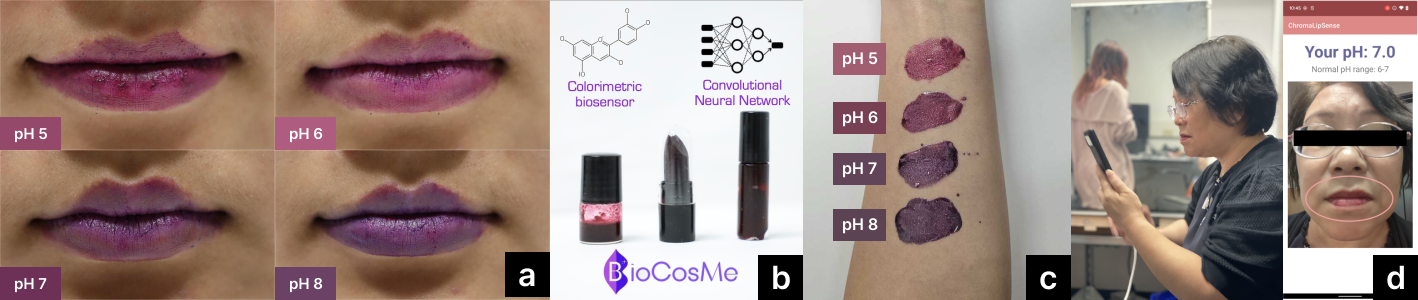 pH 5
pH 6
pH 7
pH 8
a
Colorimetric
biosensor
Convolutional
Neural Network
BioCosMe
b
pH 5
pH 6
pH 7
pH 8
c
10:45
ChromaLipSense
Your pH: 7.0
Normal pH range: 6-7
d